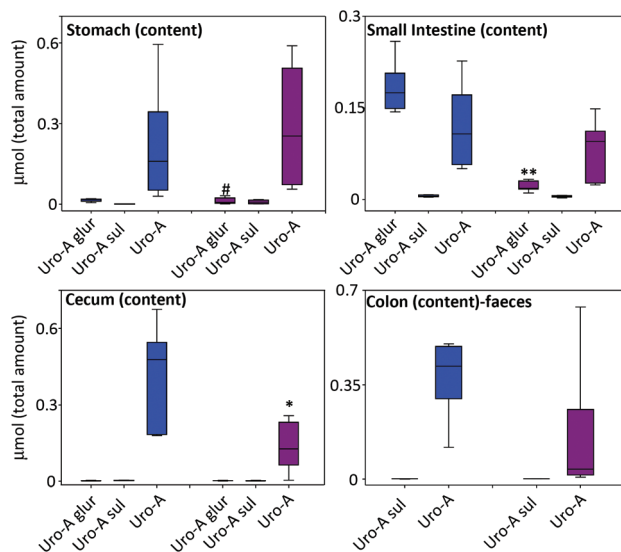 Stomach (content)
μmol (total amount)
0.6
0.3
0
#
Uro-A glur
Uro-A sul
Uro-A
Uro-A glur
Uro-A sul
Uro-A
Small Intestine (content)
0.3
0.15
0
**
Uro-A glur
Uro-A sul
Uro-A
Uro-A glur
Uro-A sul
Uro-A
Cecum (content)
μmol (total amount)
0.6
0.3
0
*
Uro-A glur
Uro-A sul
Uro-A
Uro-A glur
Uro-A sul
Uro-A
Colon (content)-faeces
0.7
0.35
0
Uro-A sul
Uro-A
Uro-A sul
Uro-A